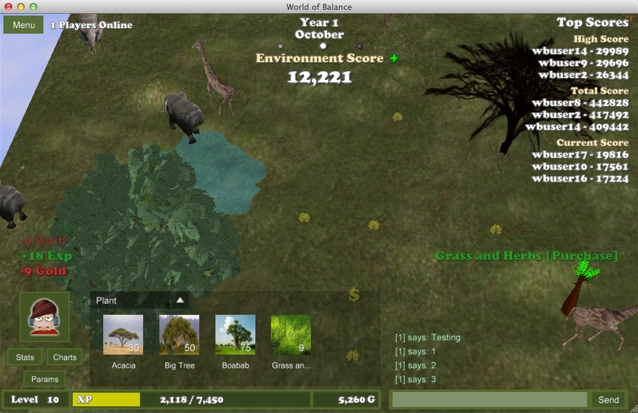 World of Balance
Menu
1 Players Online
Year 1
October
Environment Score +
12,221
Top Scores
High Score
wbuser14 - 29989
wbuser9 - 29696
wbuser2 - 26344
Total Score
wbuser8 - 442828
wbuser2 - 417492
wbuser14 - 409442
Current Score
wbuser17 - 19816
wbuser10 - 17561
wbuser16 - 17224
-9 Gold
+18 Exp
-9 Gold
Grass and Herbs [Purchase]
$
Plant
30
50
75
9
Acacia
Big Tree
Boabab
Grass an...
Stats
Charts
Params
[1] says: Testing
[1] says: 1
[1] says: 2
[1] says: 3
Level 10
XP
2,118 / 7,450
5,260 G
Send